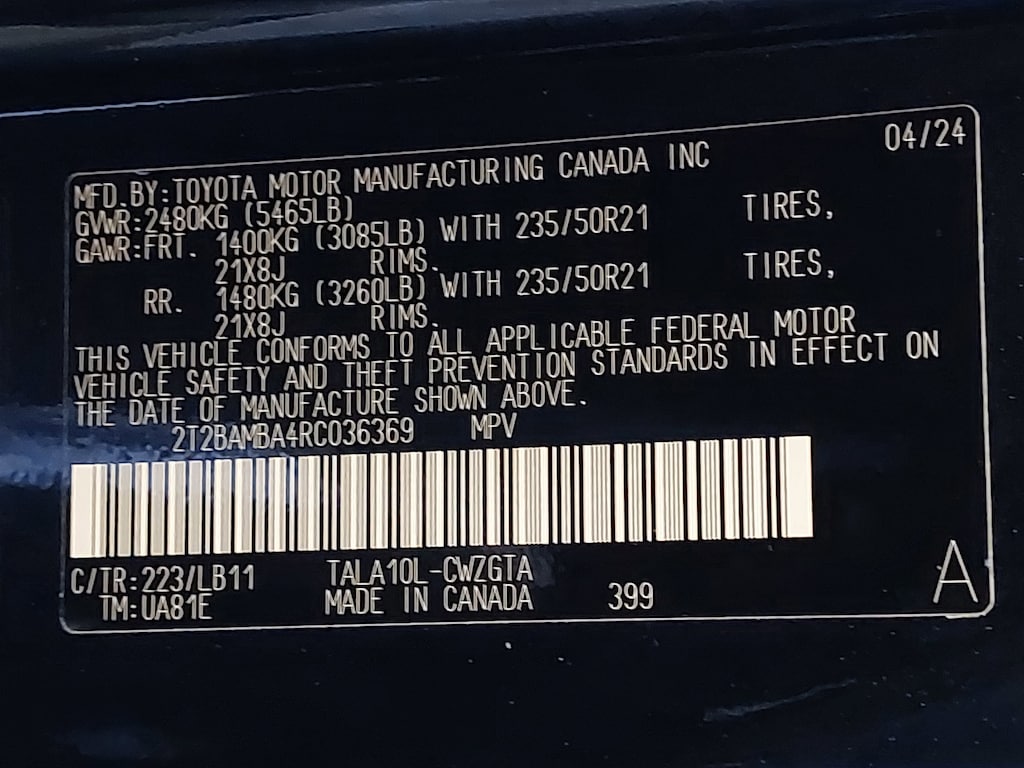 04/24
MFD.BY:TOYOTA MOTOR MANUFACTURING CANADA INC
GVWR:2480KG (5465LB)
GAWR:FRT. 1400KG (3085LB) WITH 235/50R21 TIRES,
21X8J RIMS.
RR. 1480KG (3260LB) WITH 235/50R21 TIRES,
21X8J RIMS.
THIS VEHICLE CONFORMS TO ALL APPLICABLE FEDERAL MOTOR
VEHICLE SAFETY AND THEFT PREVENTION STANDARDS IN EFFECT ON
THE DATE OF MANUFACTURE SHOWN ABOVE.
2T2BAMBA4RC036369 MPV
C/TR:223/LB11 TALA10L-CWZGTA
TM:UA81E MADE IN CANADA 399
A